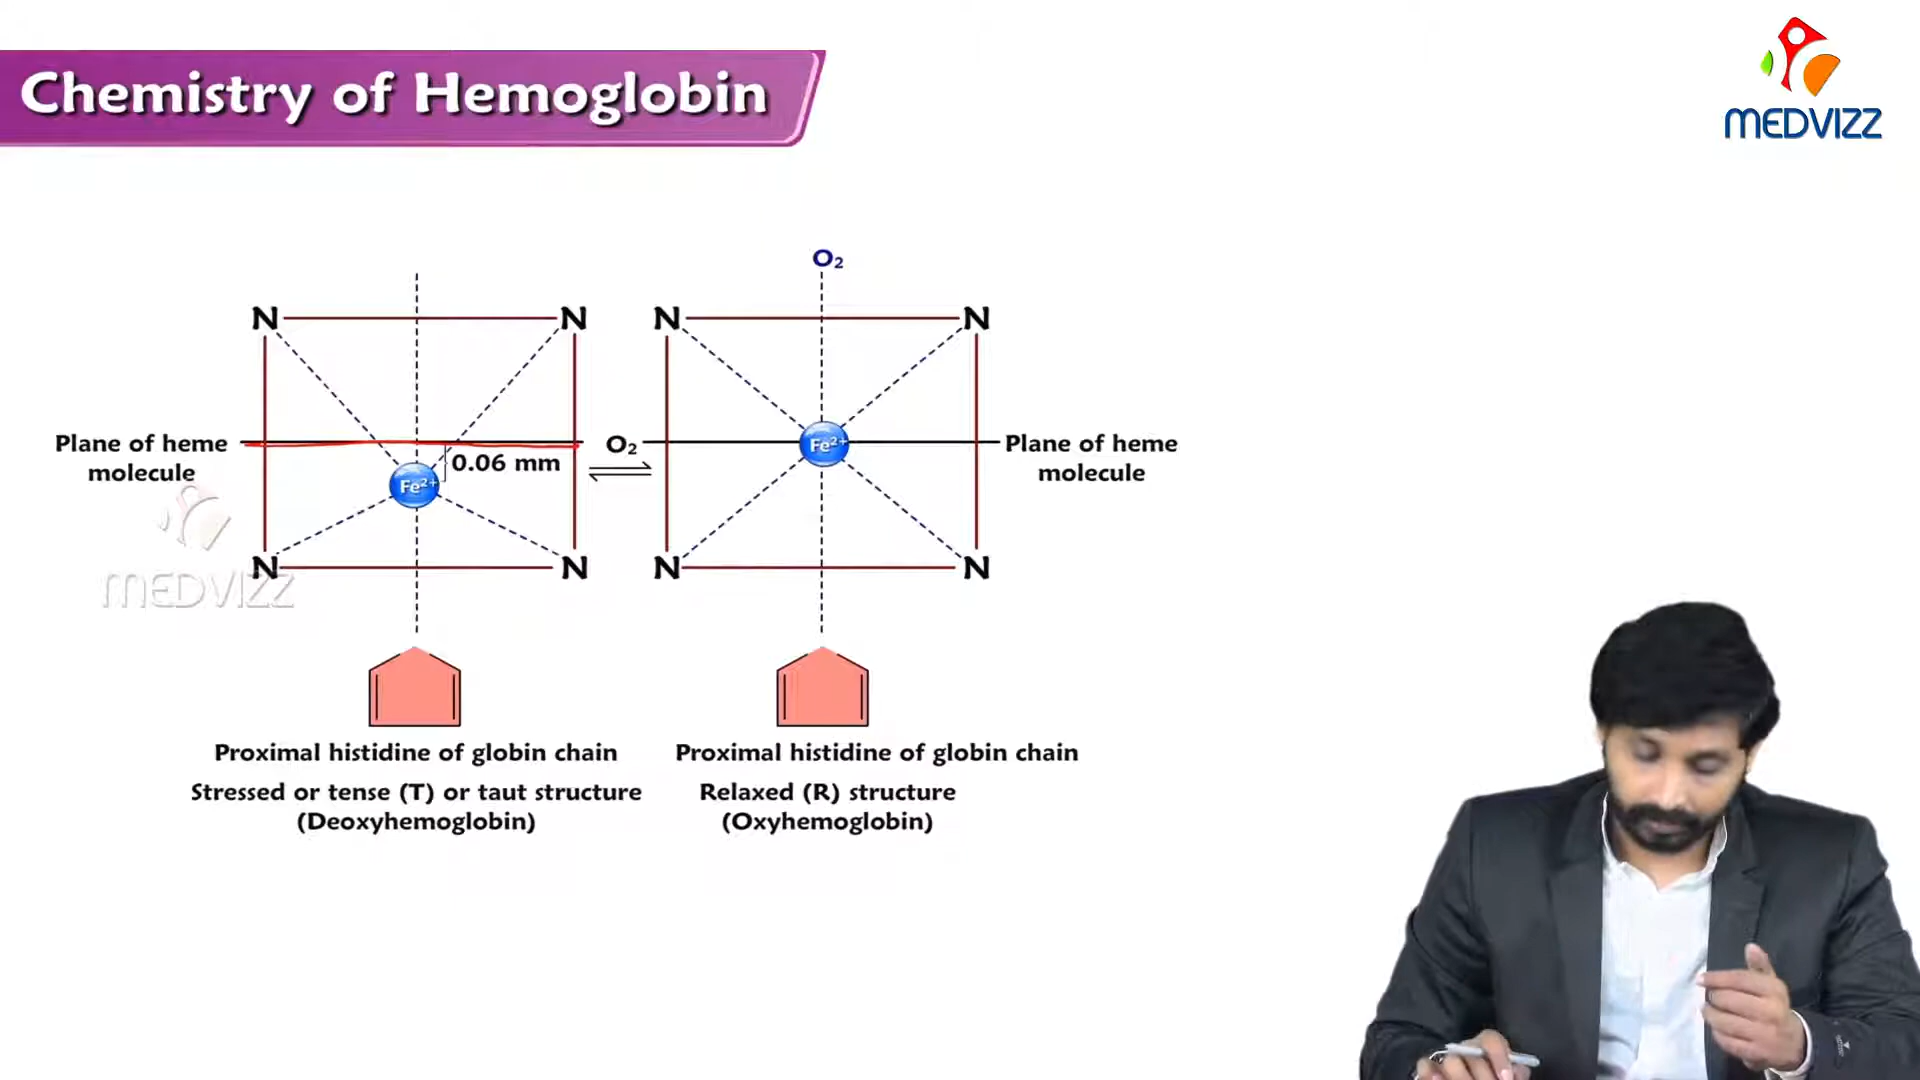 Chemistry of Hemoglobin
MEDVIZZ
O₂
N N N N
Plane of heme
molecule
Fe²⁺
0.06 mm
O₂
Fe²⁺
Plane of heme
molecule
N N N N
MEDVIZZ
Proximal histidine of globin chain
Stressed or tense (T) or taut structure
(Deoxyhemoglobin)
Proximal histidine of globin chain
Relaxed (R) structure
(Oxyhemoglobin)